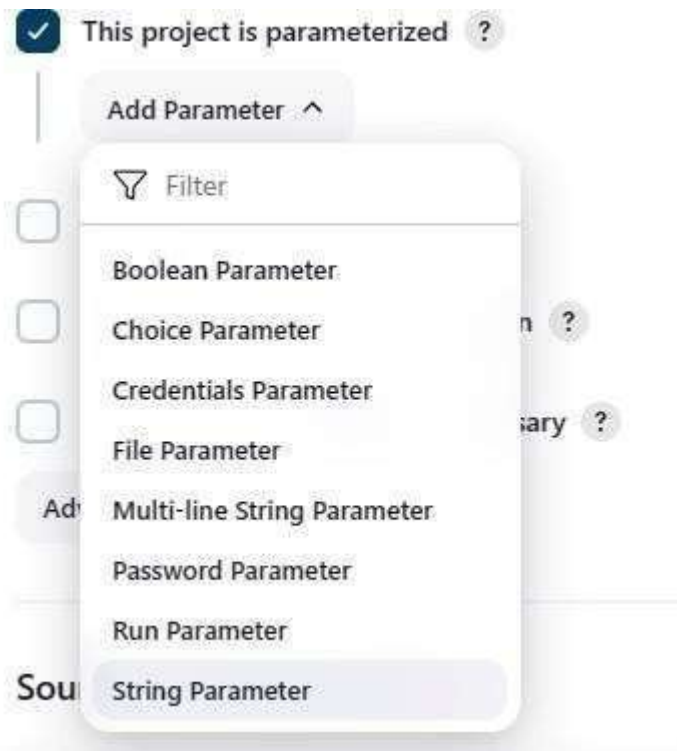 This project is parameterized ?
Add Parameter
Filter
Boolean Parameter
Choice Parameter
n ?
Credentials Parameter
sary ?
File Parameter
Adv
Multi-line String Parameter
Password Parameter
Run Parameter
Sou
String Parameter